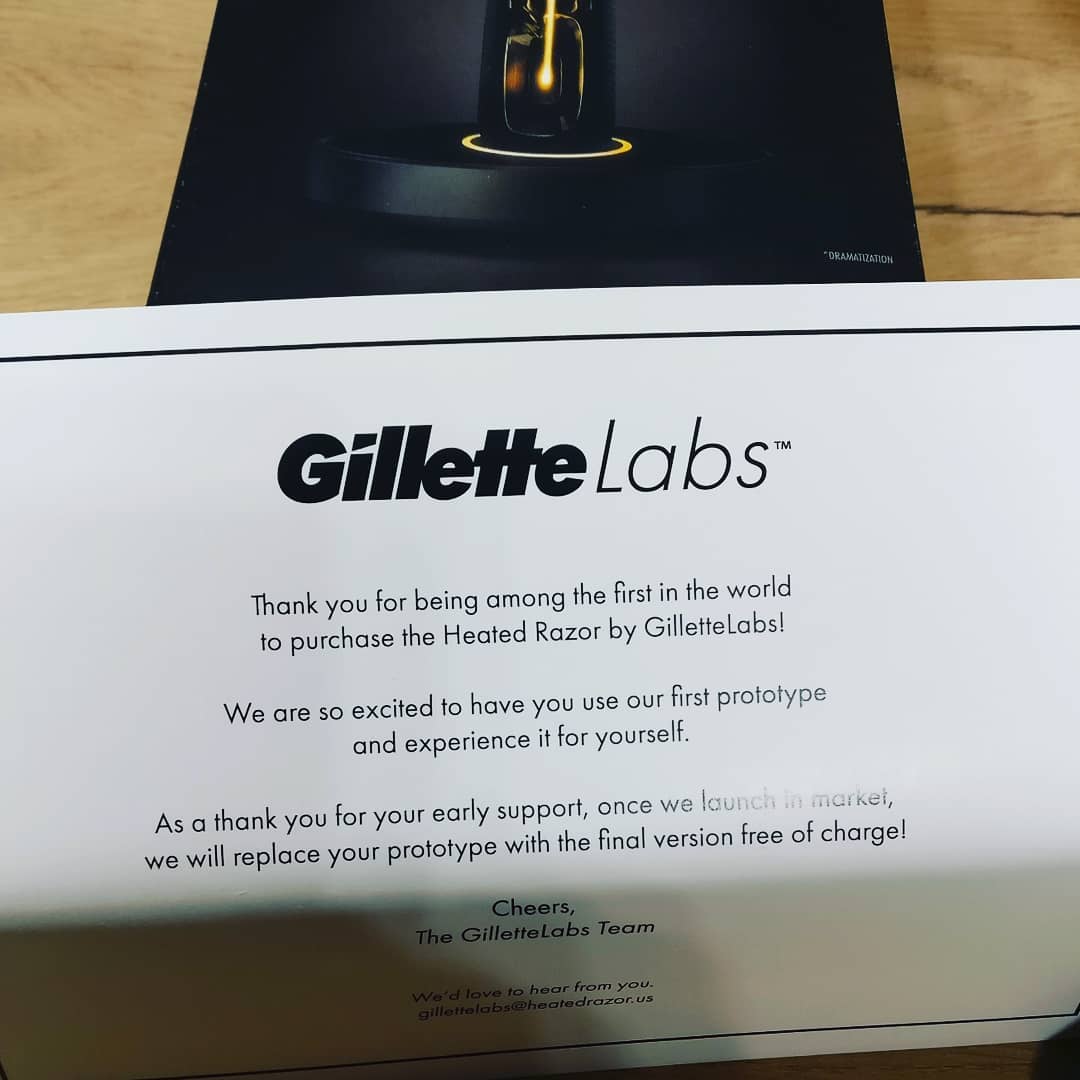 *DRAMATIZATION
GilletteLabs™
Thank you for being among the first in the world
to purchase the Heated Razor by GilletteLabs!
We are so excited to have you use our first prototype
and experience it for yourself.
As a thank you for your early support, once we launch in market,
we will replace your prototype with the final version free of charge!
Cheers,
The GilletteLabs Team
We'd love to hear from you.
gillettelabs@heatedrazor.us